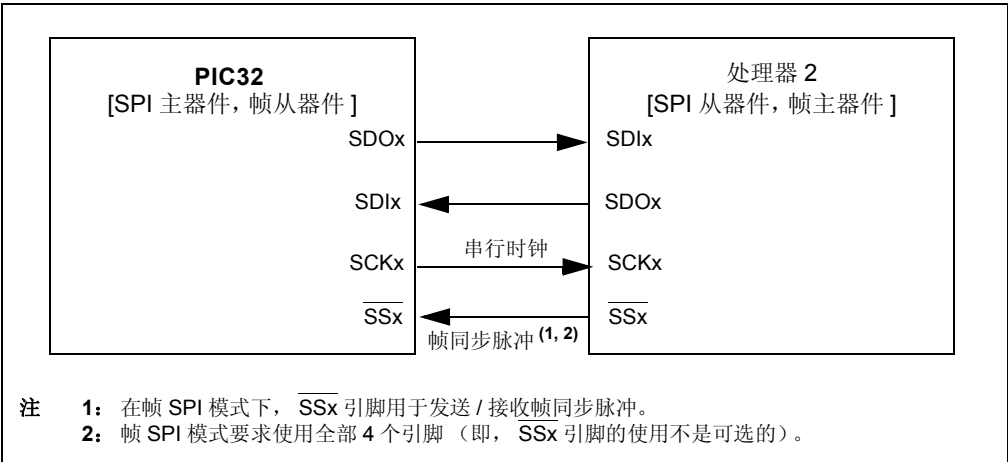 PIC32
[SPI 主器件，帧从器件 ]
处理器 2
[SPI 从器件，帧主器件 ]
SDOx
SDIx
SDIx
SDOx
SCKx
串行时钟
SCKx
SSx
SSx
帧同步脉冲 (1, 2)
注 1： 在帧 SPI 模式下， SSx 引脚用于发送 / 接收帧同步脉冲。
2： 帧 SPI 模式要求使用全部 4 个引脚 （即， SSx 引脚的使用不是可选的）。